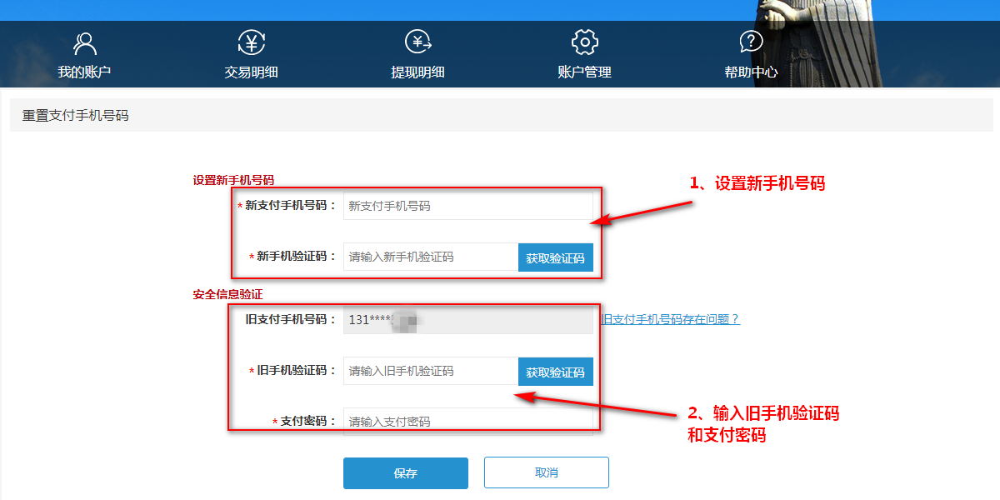 我的账户 交易明细 提现明细 账户管理 帮助中心
重置支付手机号码
设置新手机号码
1、设置新手机号码
* 新支付手机号码： 新支付手机号码
* 新手机验证码： 请输入新手机验证码 获取验证码
安全信息验证
旧支付手机号码： 131**** 旧支付手机号码存在问题？
* 旧手机验证码： 请输入旧手机验证码 获取验证码
2、输入旧手机验证码
和支付密码
* 支付密码： 请输入支付密码
保存 取消